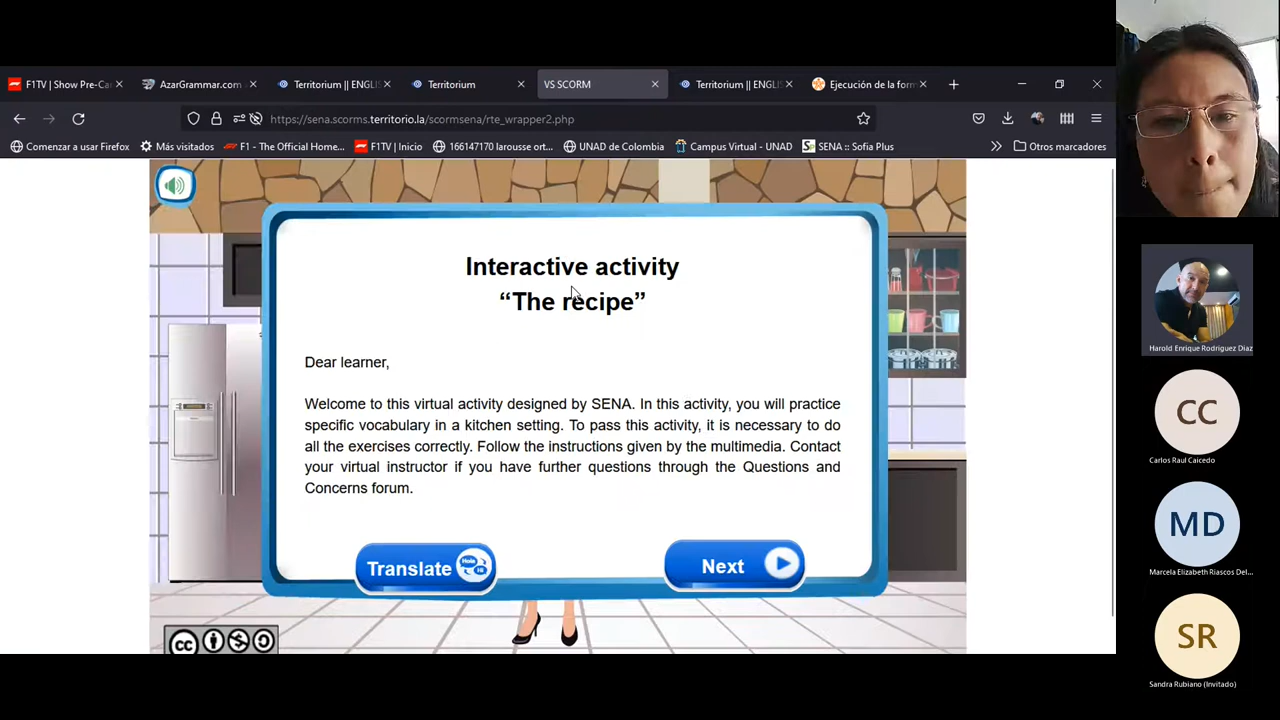 F1TV | Show Pre-Ca
AzarGrammar.com
Territorium || ENGLIS
Territorium
VS SCORM
Territorium || ENGLIS
Ejecución de la form
https://sena.scorms.territorio.la/scormsena/rte_wrapper2.php
Comenzar a usar Firefox
Más visitados
F1 - The Official Home...
F1TV | Inicio
166147170 larousse ort...
UNAD de Colombia
Campus Virtual - UNAD
SENA :: Sofia Plus
Otros marcadores
Interactive activity
“The recipe”
Dear learner,
Welcome to this virtual activity designed by SENA. In this activity, you will practice
specific vocabulary in a kitchen setting. To pass this activity, it is necessary to do
all the exercises correctly. Follow the instructions given by the multimedia. Contact
your virtual instructor if you have further questions through the Questions and
Concerns forum.
Translate
Hola
Hi
Next
cc
Harold Enrique Rodriguez Diaz
CC
Carlos Raul Caicedo
MD
Marcela Elizabeth Riascos Del...
SR
Sandra Rubiano (Invitado)